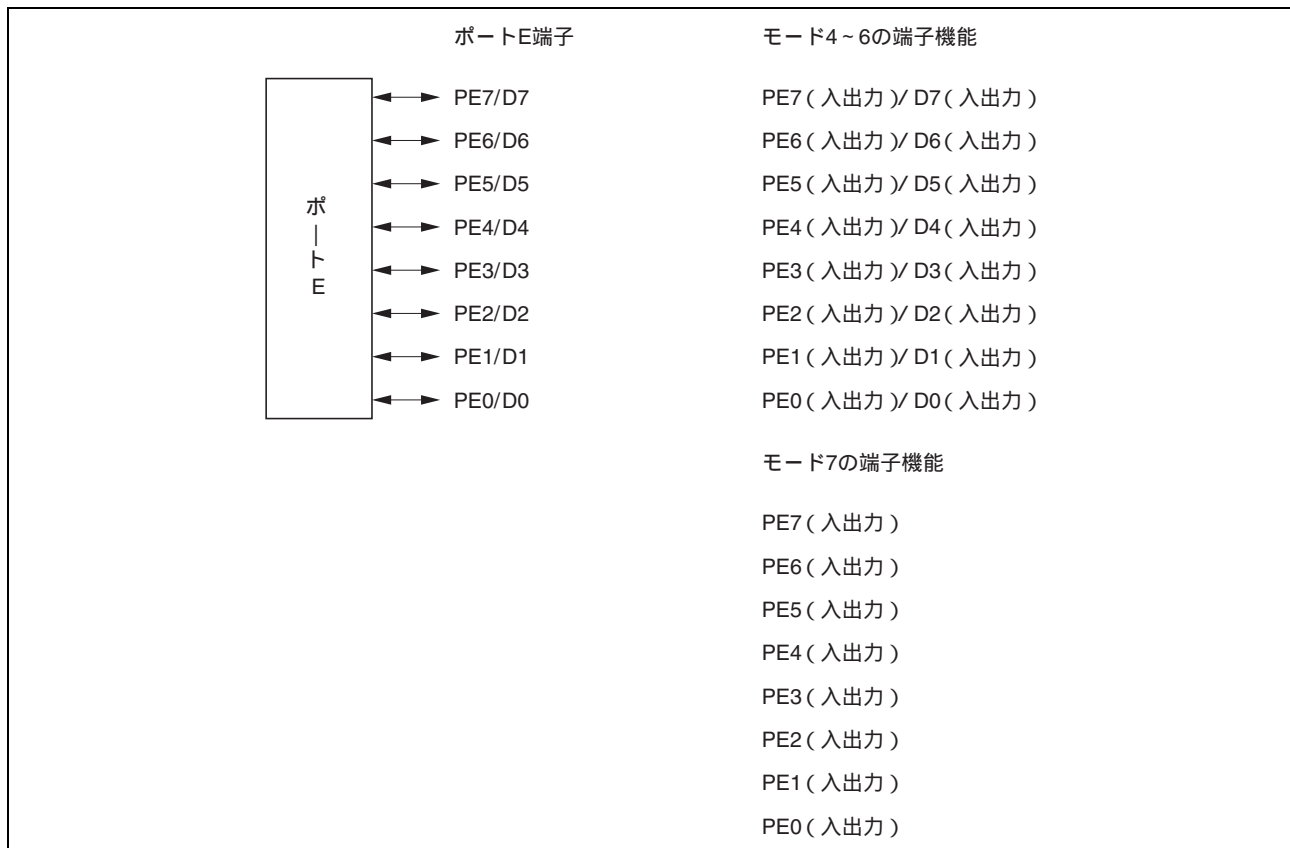 ポートE端子 モード4~6の端子機能
ポートE
PE7/D7 PE7(入出力)/ D7(入出力)
PE6/D6 PE6(入出力)/ D6(入出力)
PE5/D5 PE5(入出力)/ D5(入出力)
PE4/D4 PE4(入出力)/ D4(入出力)
PE3/D3 PE3(入出力)/ D3(入出力)
PE2/D2 PE2(入出力)/ D2(入出力)
PE1/D1 PE1(入出力)/ D1(入出力)
PE0/D0 PE0(入出力)/ D0(入出力)
モード7の端子機能
PE7(入出力)
PE6(入出力)
PE5(入出力)
PE4(入出力)
PE3(入出力)
PE2(入出力)
PE1(入出力)
PE0(入出力)